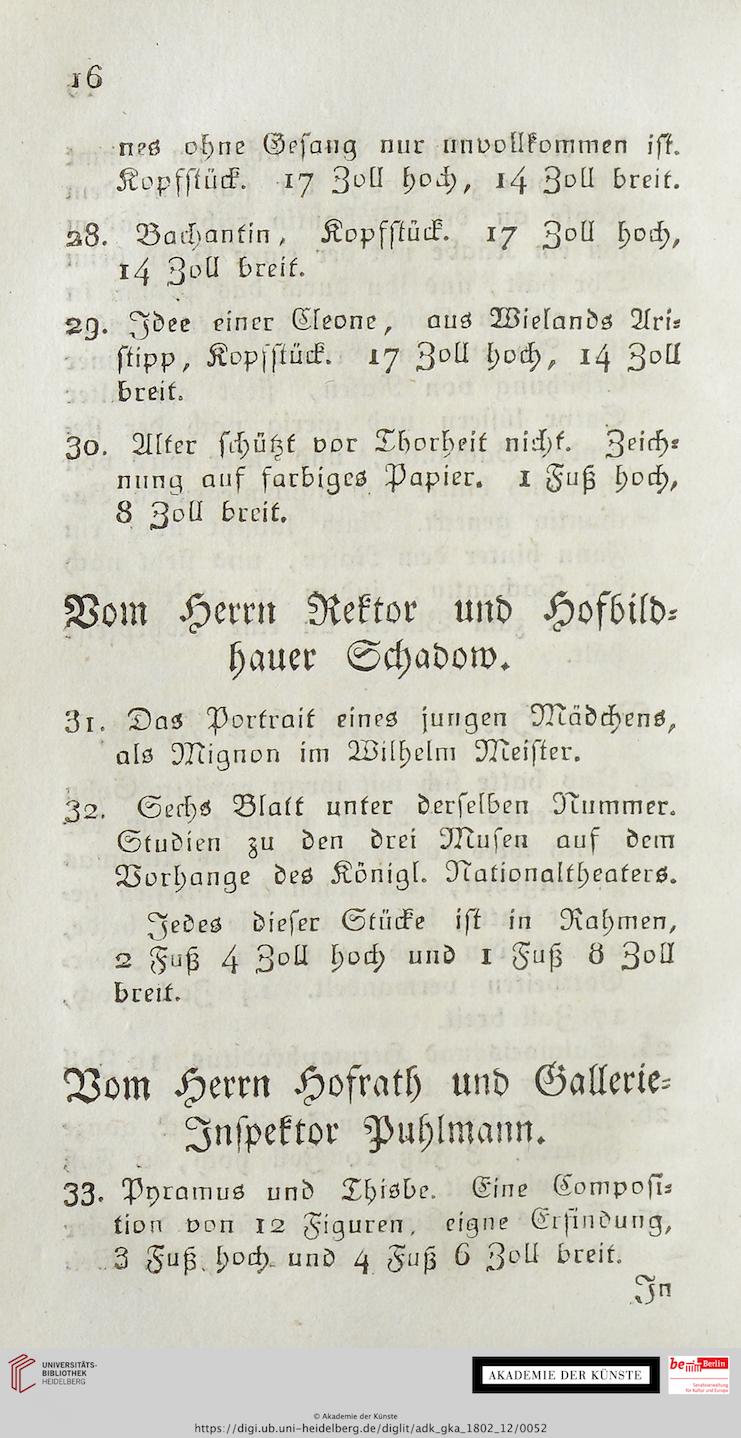 16
nes ohne Gesang nur unvollkommen ist.
Kopfstück. 17 Zoll hoch, 14 Zoll breit.
28. Bachantin, Kopfstück. 17 Zoll hoch,
14 Zoll breit.
29. Idee einer Cleone, aus Wielands Ari-
stipp, Kopfstück. 17 Zoll hoch, 14 Zoll
breit.
30. Alter schützt vor Thorheit nicht. Zeich-
nung auf farbiges Papier. 1 Fuß hoch,
8 Zoll breit.
Vom Herrn Rektor und Hofbild-
hauer Schadow.
31. Das Portrait eines jungen Mädchens,
als Mignon im Wilhelm Meister.
32. Sechs Blatt unter derselben Nummer.
Studien zu den drei Musen auf dem
Vorhange des Königl. Nationaltheaters.
Jedes dieser Stücke ist in Rahmen,
2 Fuß 4 Zoll hoch und 1 Fuß 8 Zoll
breit.
Vom Herrn Hofrath und Gallerie-
Inspektor Puhlmann.
33. Pyramus und Thisbe. Eine Composi-
tion von 12 Figuren, eigne Erfindung,
3 Fuß hoch und 4 Fuß 6 Zoll breit.
In
UNIVERSITÄTS-
BIBLIOTHEK
HEIDELBERG
AKADEMIE DER KÜNSTE
be Berlin
Senatsverwaltung
für Kultur und Europa
© Akademie der Künste
https://digi.ub.uni-heidelberg.de/diglit/adk_gka_1802_12/0052